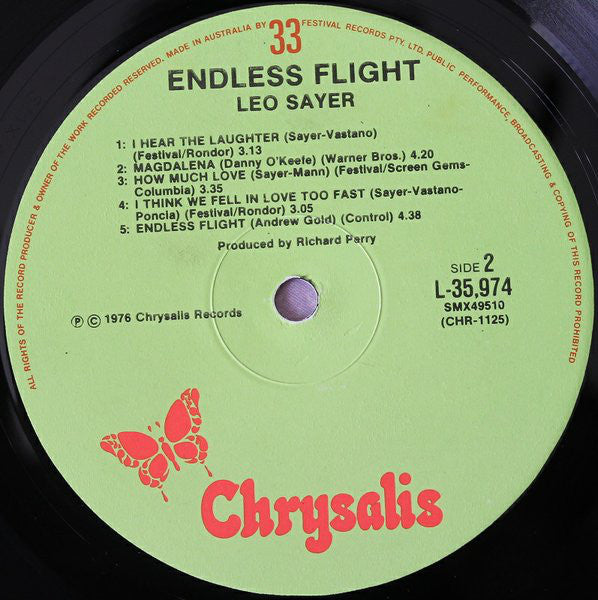 ALL RIGHTS OF THE RECORD PRODUCER & OWNER OF THE WORK RECORDED RESERVED. MADE IN AUSTRALIA BY FESTIVAL RECORDS PTY. LTD. PUBLIC PERFORMANCE, BROADCASTING & COPYING OF THIS RECORD PROHIBITED
33
ENDLESS FLIGHT
LEO SAYER
1: I HEAR THE LAUGHTER (Sayer-Vastano)
(Festival/Rondor) 3.13
2: MAGDALENA (Danny O'Keefe) (Warner Bros.) 4.20
3: HOW MUCH LOVE (Sayer-Mann) (Festival/Screen Gems-
Columbia) 3.35
4: I THINK WE FELL IN LOVE TOO FAST (Sayer-Vastano-
Poncia) (Festival/Rondor) 3.05
5: ENDLESS FLIGHT (Andrew Gold) (Control) 4.38
Produced by Richard Perry
SIDE 2
L-35,974
SMX49510
(CHR-1125)
Ⓟ © 1976 Chrysalis Records
Chrysalis